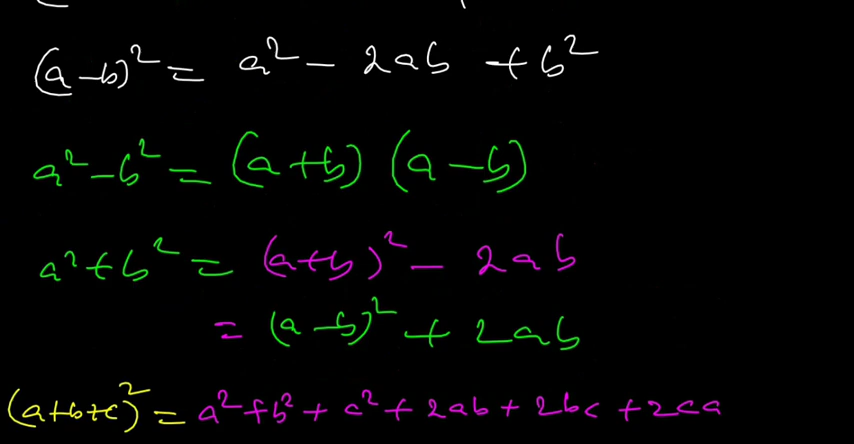 (a-b)² = a² - 2ab + b²
a² - b² = (a+b) (a-b)
a² + b² = (a+b)² - 2ab
= (a-b)² + 2ab
(a+b+c)² = a² + b² + c² + 2ab + 2bc + 2ca